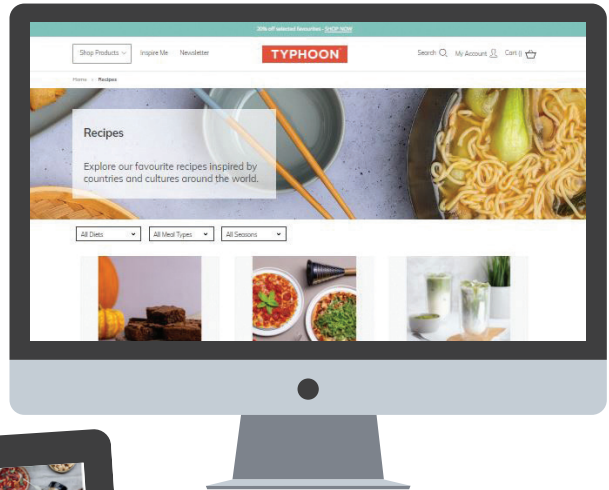 20% off selected favourites - SHOP NOW
Shop Products Inspire Me Newsletter TYPHOON Search My Account Cart ()
Home > Recipes
Recipes
Explore our favourite recipes inspired by
countries and cultures around the world.
All Diets All Meal Types All Seasons